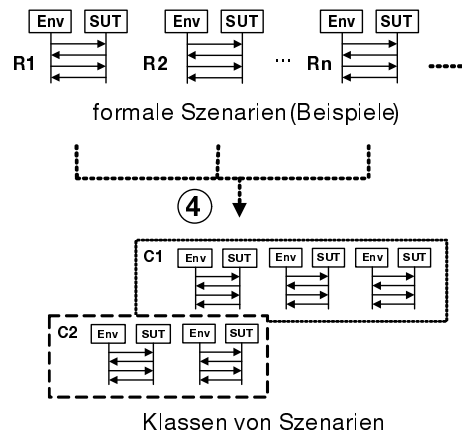 Env SUT Env SUT Env SUT
R1 R2 ... Rn
formale Szenarien (Beispiele)
4
C1 Env SUT Env SUT Env SUT
C2 Env SUT Env SUT
Klassen von Szenarien